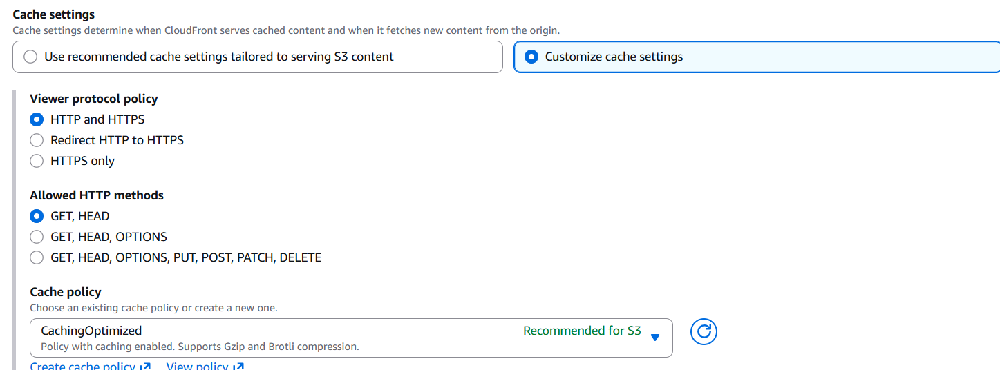 Cache settings
Cache settings determine when CloudFront serves cached content and when it fetches new content from the origin.
Use recommended cache settings tailored to serving S3 content
Customize cache settings
Viewer protocol policy
HTTP and HTTPS
Redirect HTTP to HTTPS
HTTPS only
Allowed HTTP methods
GET, HEAD
GET, HEAD, OPTIONS
GET, HEAD, OPTIONS, PUT, POST, PATCH, DELETE
Cache policy
Choose an existing cache policy or create a new one.
CachingOptimized
Recommended for S3
Policy with caching enabled. Supports Gzip and Brotli compression.
Create cache policy View policy